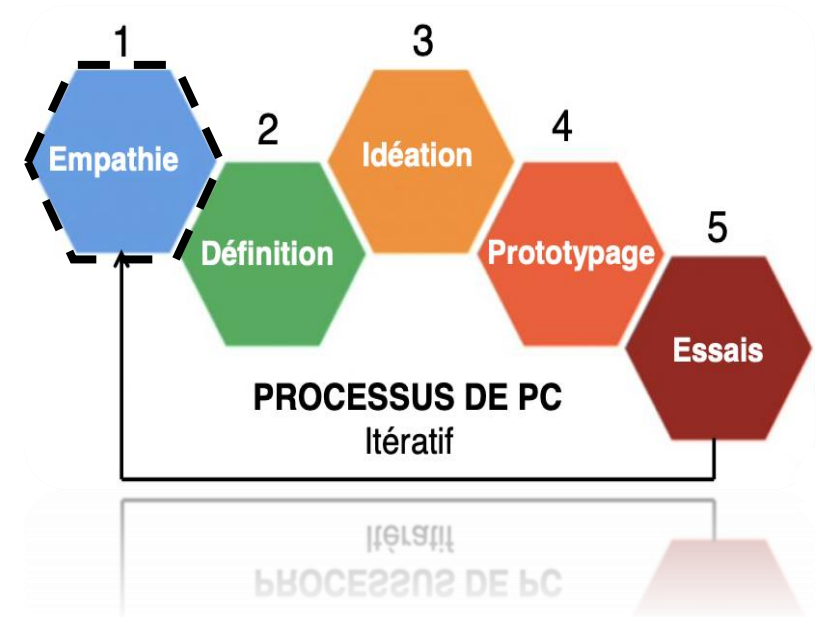 1
Empathie
2
Définition
3
Idéation
4
Prototypage
5
Essais
PROCESSUS DE PC
Itératif